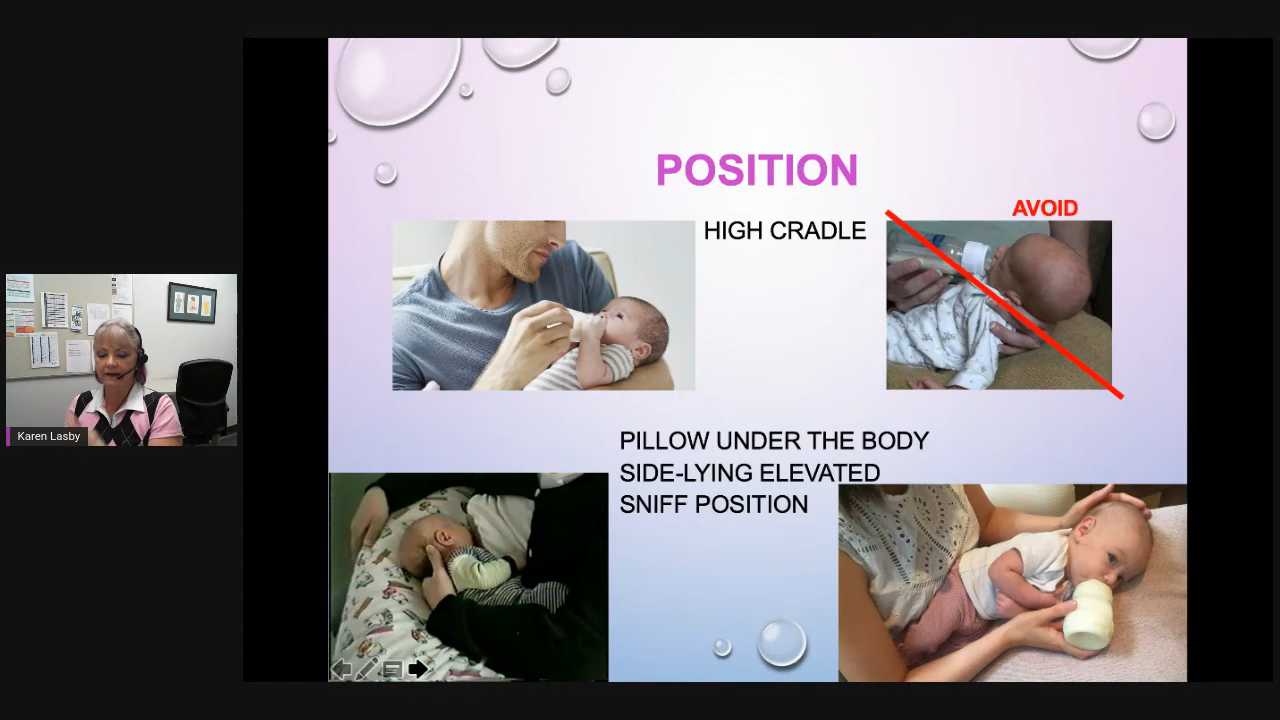 POSITION
AVOID
HIGH CRADLE
PILLOW UNDER THE BODY
SIDE-LYING ELEVATED
SNIFF POSITION
Karen Lasby